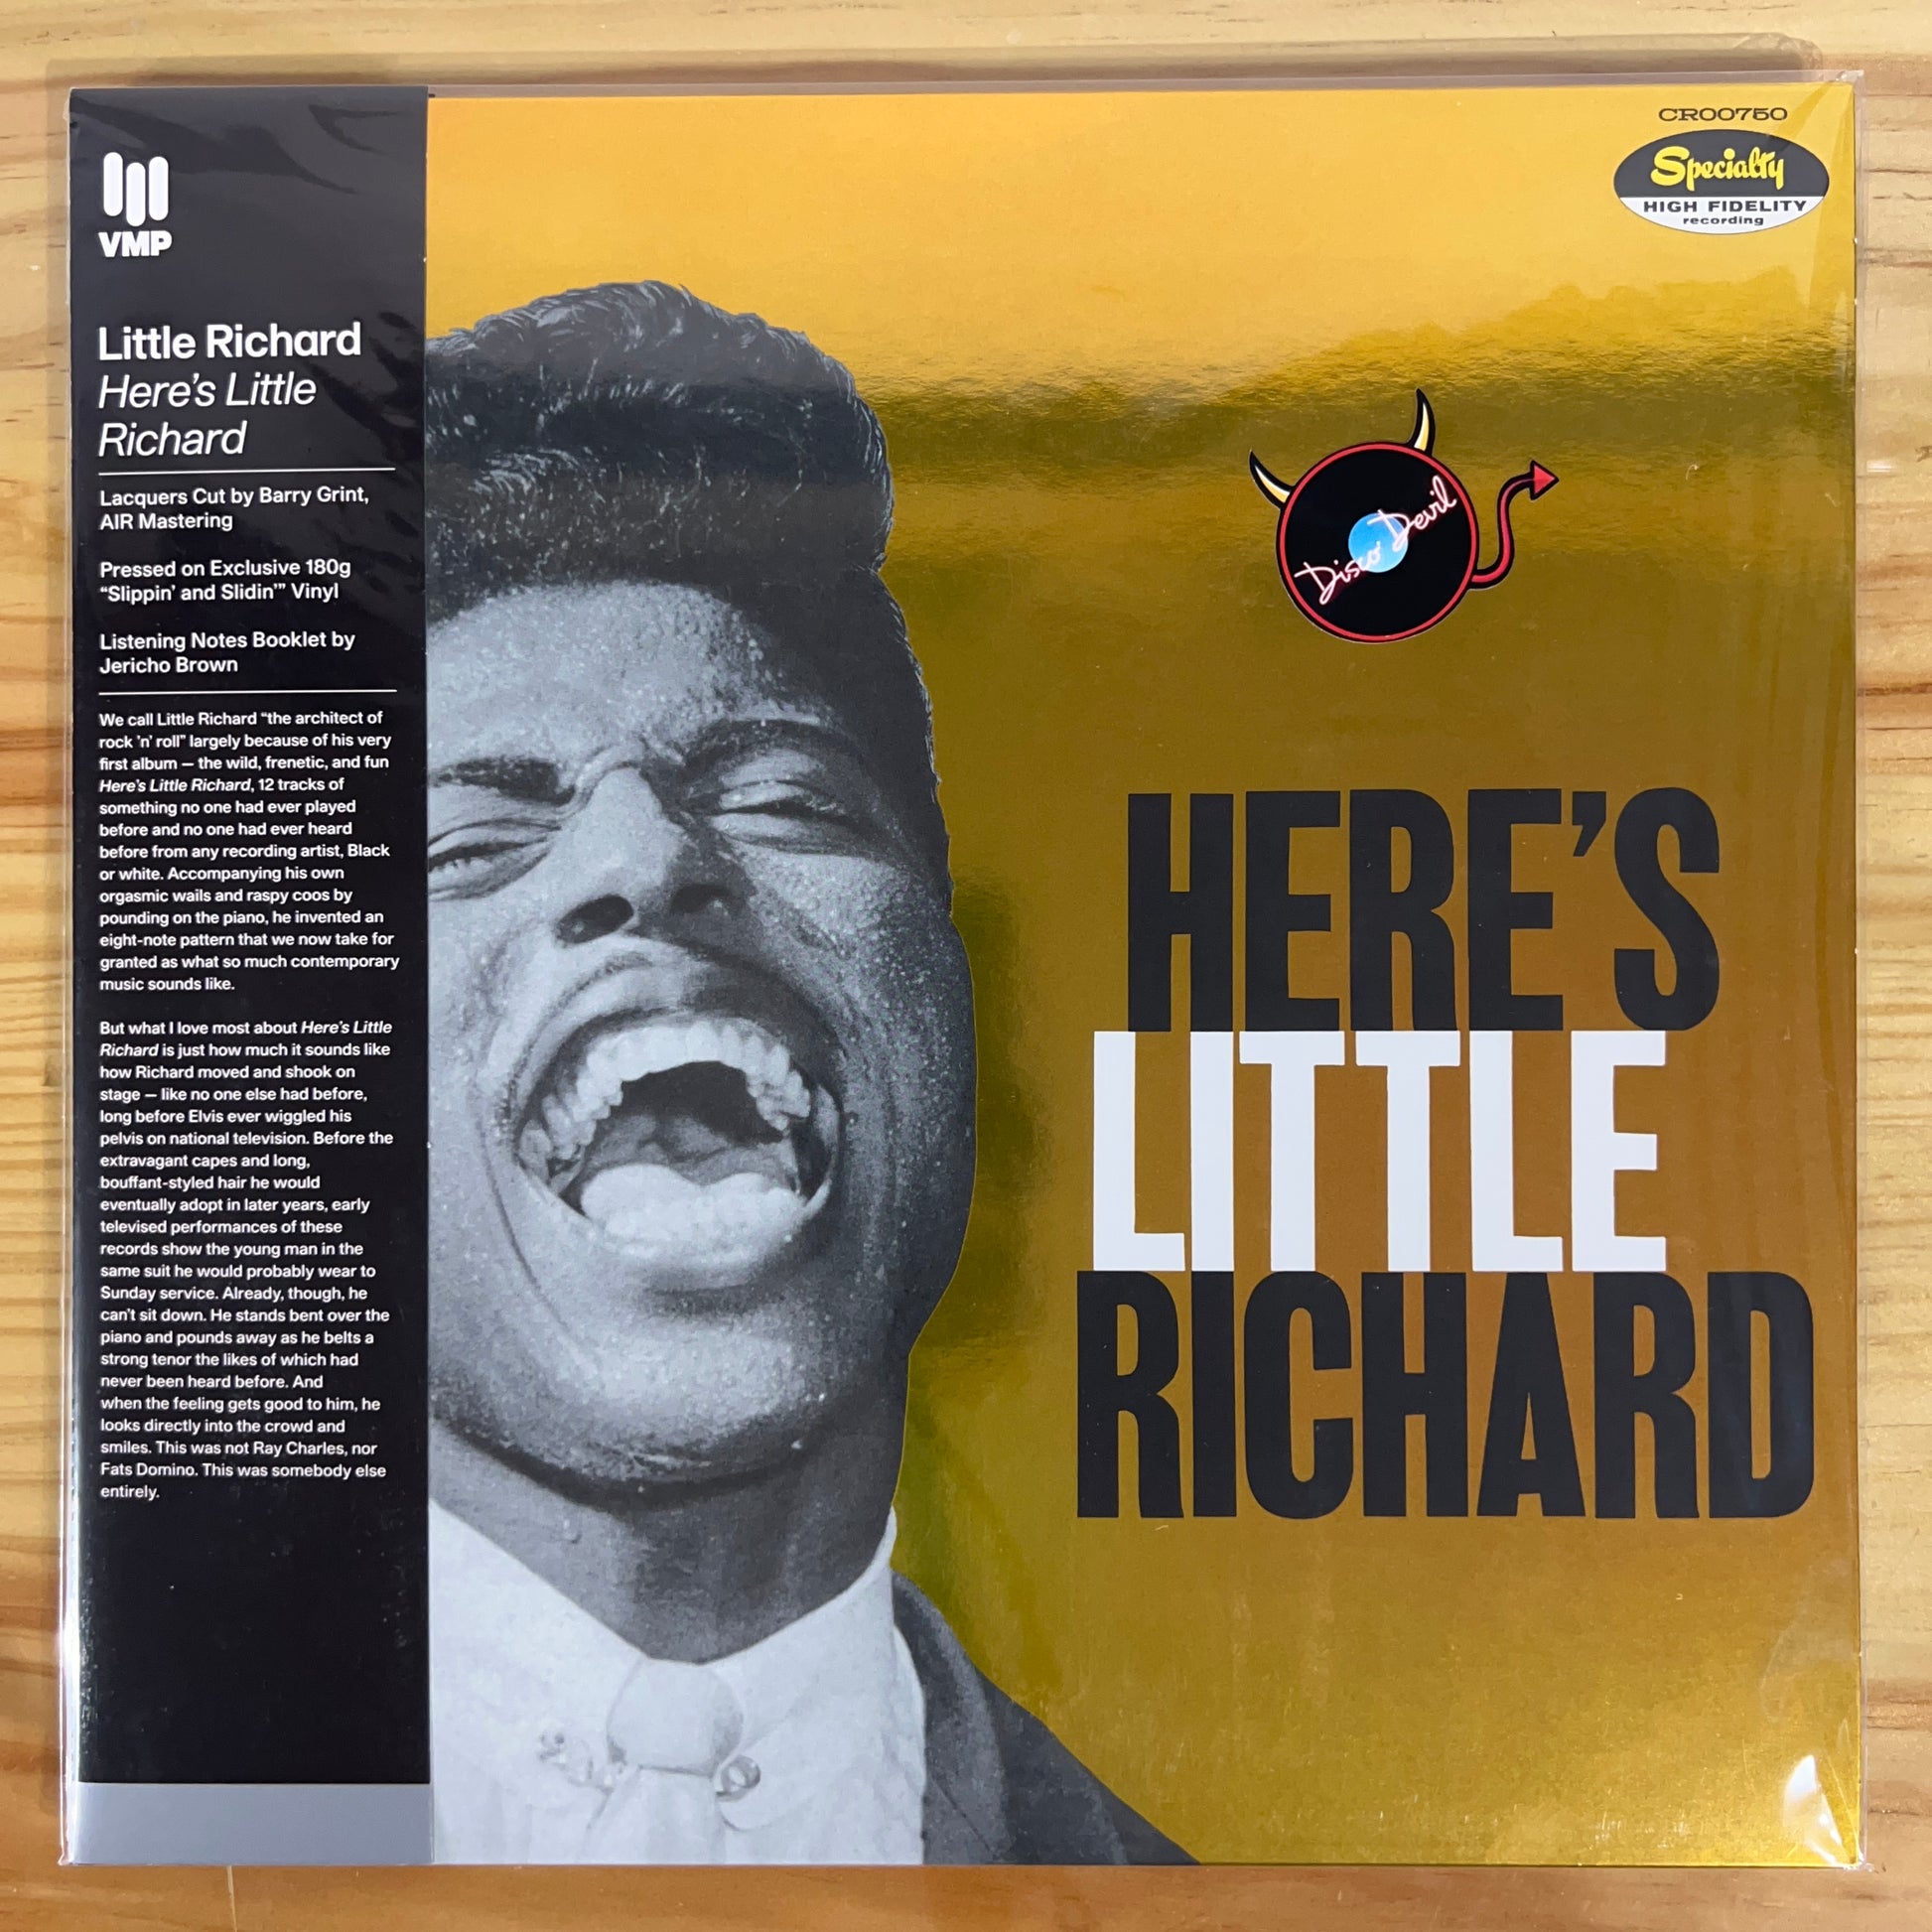 VMP
Little Richard
Here's Little
Richard
Lacquers Cut by Barry Grint,
AIR Mastering
Pressed on Exclusive 180g
“Slippin’ and Slidin’” Vinyl
Listening Notes Booklet by
Jericho Brown
We call Little Richard “the architect of
rock ’n’ roll” largely because of his very
first album — the wild, frenetic, and fun
Here’s Little Richard, 12 tracks of
something no one had ever played
before and no one had ever heard
before from any recording artist, Black
or white. Accompanying his own
orgasmic wails and raspy coos by
pounding on the piano, he invented an
eight-note pattern that we now take for
granted as what so much contemporary
music sounds like.
But what I love most about Here’s Little
Richard is just how much it sounds like
how Richard moved and shook on
stage — like no one else had before,
long before Elvis ever wiggled his
pelvis on national television. Before the
extravagant capes and long,
bouffant-styled hair he would
eventually adopt in later years, early
televised performances of these
records show the young man in the
same suit he would probably wear to
Sunday service. Already, though, he
can’t sit down. He stands bent over the
piano and pounds away as he belts a
strong tenor the likes of which had
never been heard before. And
when the feeling gets good to him, he
looks directly into the crowd and
smiles. This was not Ray Charles, nor
Fats Domino. This was somebody else
entirely.
CR00750
Specialty
HIGH FIDELITY
recording
Disco Devil
HERE’S
LITTLE
RICHARD